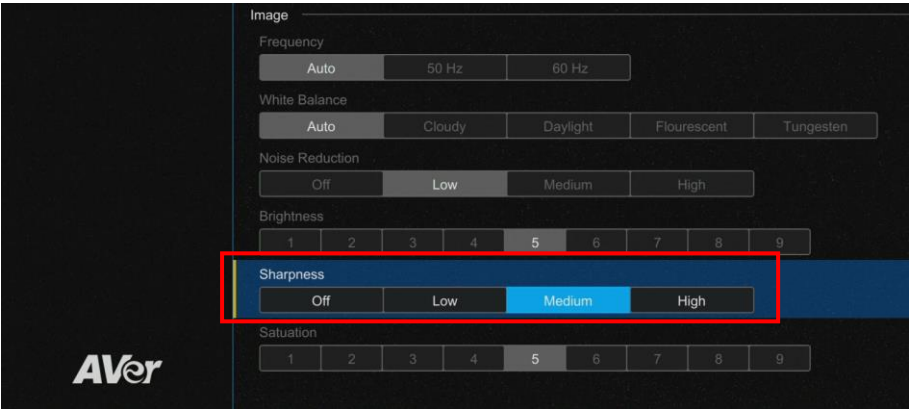 Image
Frequency
Auto 50 Hz 60 Hz
White Balance
Auto Cloudy Daylight Flourescent Tungesten
Noise Reduction
Off Low Medium High
Brightness
1 2 3 4 5 6 7 8 9
Sharpness
Off Low Medium High
Satuation
1 2 3 4 5 6 7 8 9
AVer